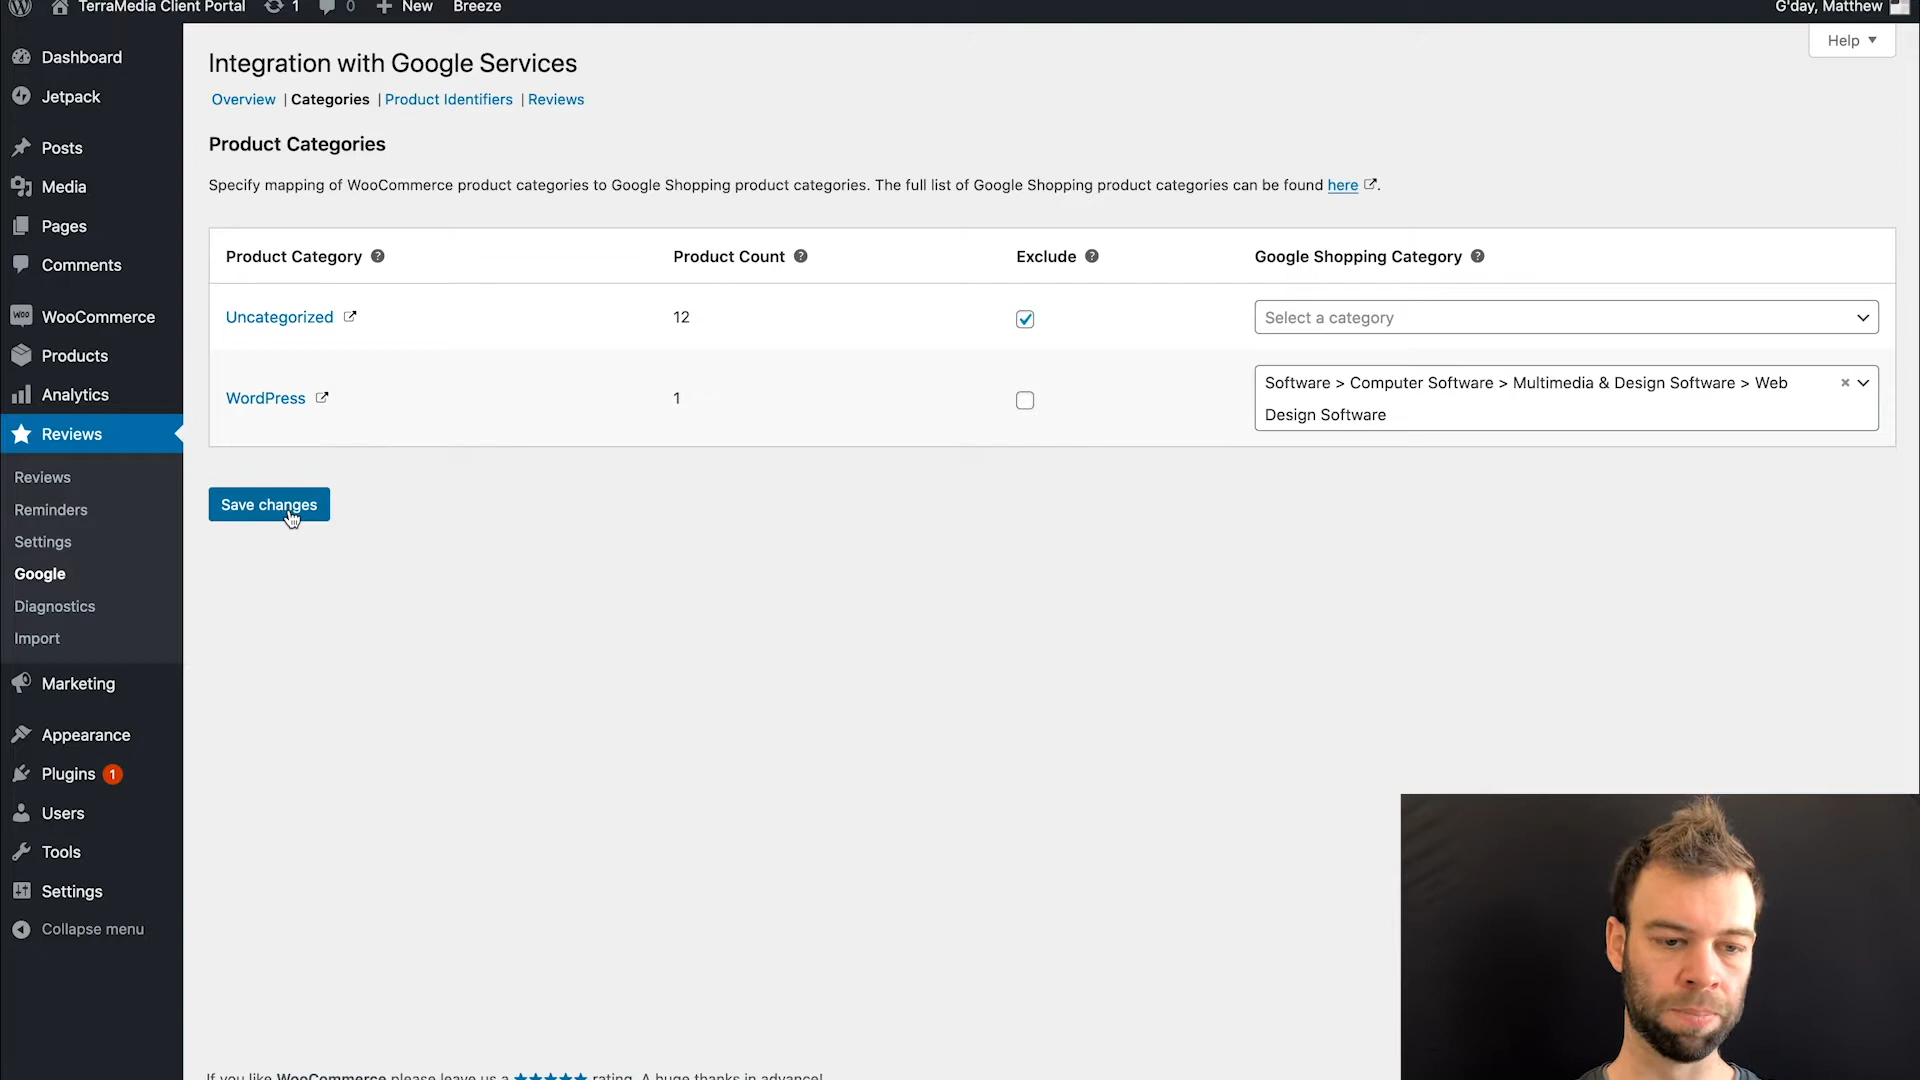 TerraMedia Client Portal 1 0 New Breeze G'day, Matthew
Help
Dashboard
Jetpack
Posts
Media
Pages
Comments
WooCommerce
Products
Analytics
Reviews
Reviews
Reminders
Settings
Google
Diagnostics
Import
Marketing
Appearance
Plugins 1
Users
Tools
Settings
Collapse menu
Integration with Google Services
Overview | Categories | Product Identifiers | Reviews
Product Categories
Specify mapping of WooCommerce product categories to Google Shopping product categories. The full list of Google Shopping product categories can be found here.
Product Category ? Product Count ? Exclude ? Google Shopping Category ?
Uncategorized 12 Select a category
WordPress 1 Software > Computer Software > Multimedia & Design Software > Web
Design Software
Save changes
If you like WooCommerce please leave us a ★★★★★ rating. A huge thanks in advance!